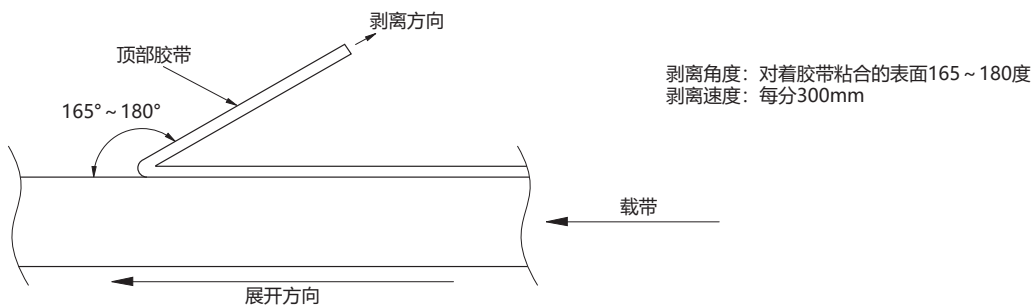 剥离方向
顶部胶带
剥离角度：对着胶带粘合的表面165～180度
剥离速度：每分300mm
165°～180°
载带
展开方向